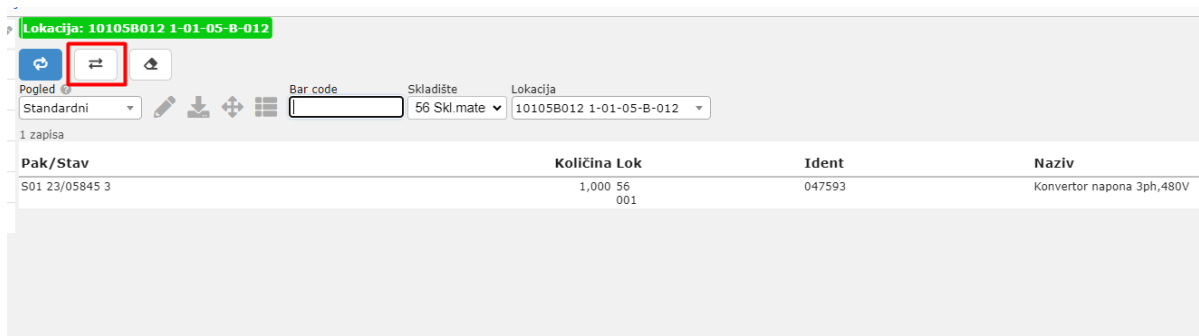 Lokacija: 10105B012 1-01-05-B-012
Pogled
Bar code
Skladište
Lokacija
Standardni
56 Skl.mate
10105B012 1-01-05-B-012
1 zapisa
Pak/Stav Količina Lok Ident Naziv
S01 23/05845 3 1,000 56 047593 Konvertor napona 3ph,480V
001